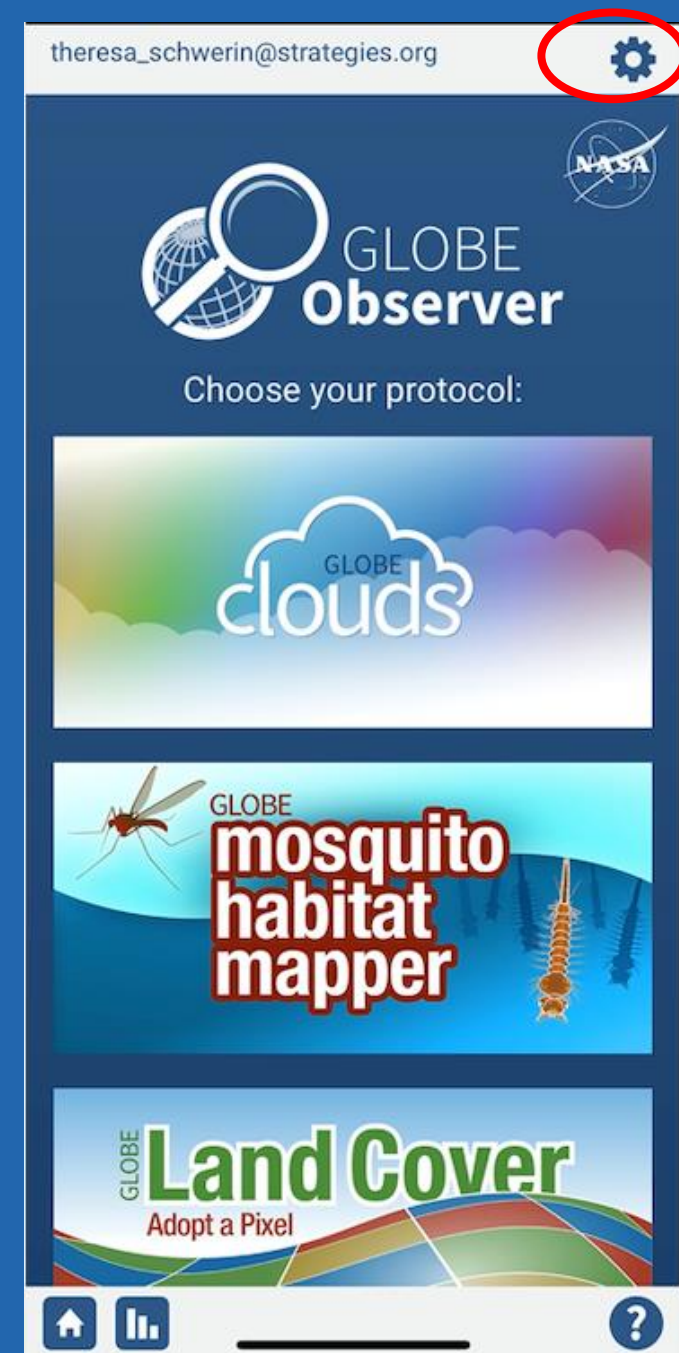 theresa_schwerin@strategies.org
NASA
GLOBE
Observer
Choose your protocol:
GLOBE
clouds
GLOBE
mosquito
habitat
mapper
GLOBE
Land Cover
Adopt a Pixel
?